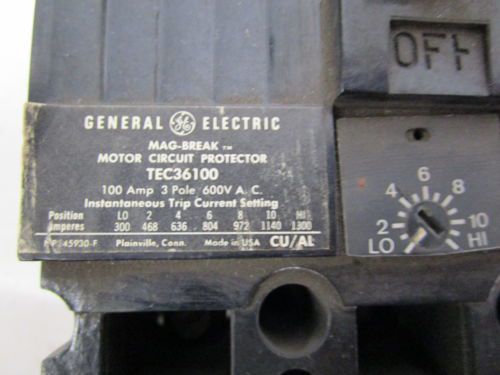 OFF
GENERAL GE ELECTRIC
MAG-BREAK TM
MOTOR CIRCUIT PROTECTOR
TEC36100
100 Amp 3 Pole 600V A. C.
Instantaneous Trip Current Setting
Position LO 2 4 6 8 10 HI
Amperes 300 468 636 804 972 1140 1300
45930-F Plainville, Conn. Made in USA CU/AL
LO 2 4 6 8 10 HI